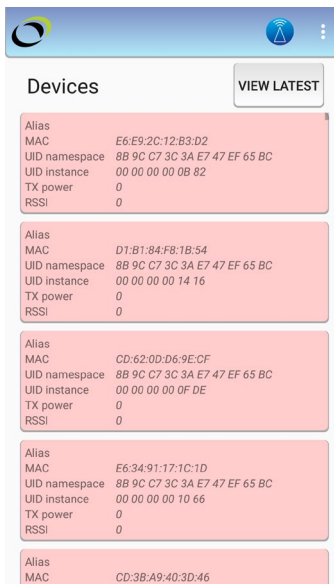 Devices
VIEW LATEST
Alias
MAC E6:E9:2C:12:B3:D2
UID namespace 8B 9C C7 3C 3A E7 47 EF 65 BC
UID instance 00 00 00 00 0B 82
TX power 0
RSSI 0
Alias
MAC D1:B1:84:F8:1B:54
UID namespace 8B 9C C7 3C 3A E7 47 EF 65 BC
UID instance 00 00 00 00 14 16
TX power 0
RSSI 0
Alias
MAC CD:62:0D:D6:9E:CF
UID namespace 8B 9C C7 3C 3A E7 47 EF 65 BC
UID instance 00 00 00 00 0F DE
TX power 0
RSSI 0
Alias
MAC E6:34:91:17:1C:1D
UID namespace 8B 9C C7 3C 3A E7 47 EF 65 BC
UID instance 00 00 00 00 10 66
TX power 0
RSSI 0
Alias
MAC CD:3B:A9:40:3D:46